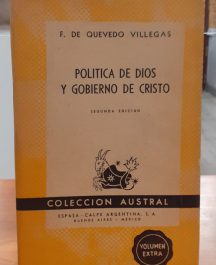 F. DE QUEVEDO VILLEGAS
POLITICA DE DIOS
Y GOBIERNO DE CRISTO
SEGUNDA EDICION
COLECCION AUSTRAL
ESPASA - CALPE ARGENTINA, S. A.
BUENOS AIRES - MEXICO
VOLUMEN
EXTRA